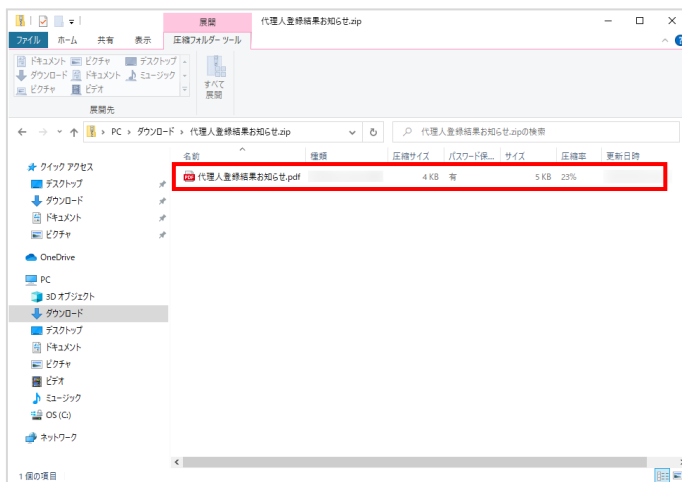 展開
代理人登録結果お知らせ.zip
ファイル ホーム 共有 表示 圧縮フォルダー ツール
ドキュメント ピクチャ デスクトップ
ダウンロード ドキュメント ミュージック
ピクチャ ビデオ
すべて
展開
展開先
PC › ダウンロード › 代理人登録結果お知らせ.zip
代理人登録結果お知らせ.zipの検索
名前 種類 圧縮サイズ パスワード保... サイズ 圧縮率 更新日時
代理人登録結果お知らせ.pdf 4 KB 有 5 KB 23%
クイック アクセス
デスクトップ
ダウンロード
ドキュメント
ピクチャ
OneDrive
PC
3D オブジェクト
ダウンロード
デスクトップ
ドキュメント
ピクチャ
ビデオ
ミュージック
OS (C:)
ネットワーク
1 個の項目